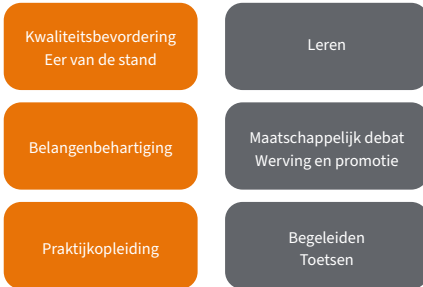 Kwaliteitsbevordering
Eer van de stand
Leren
Belangenbehartiging
Maatschappelijk debat
Werving en promotie
Praktijkopleiding
Begeleiden
Toetsen